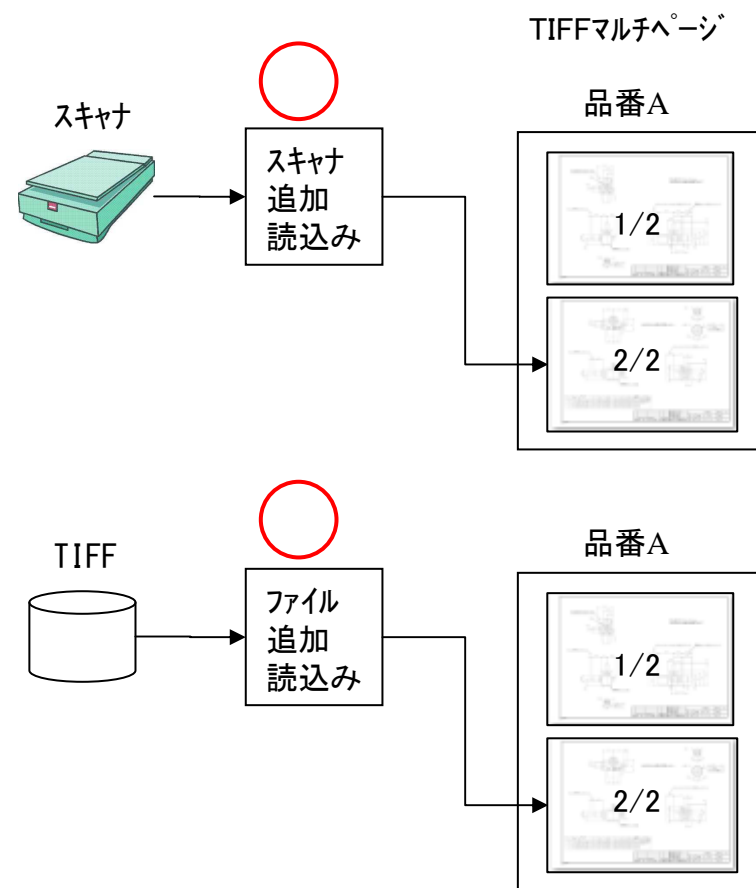 TIFFﾏﾙﾁﾍﾟｰｼﾞ
ｽｷｬﾅ
品番A
ｽｷｬﾅ
追加
読込み
1/2
2/2
TIFF
品番A
ﾌｧｲﾙ
追加
読込み
1/2
2/2